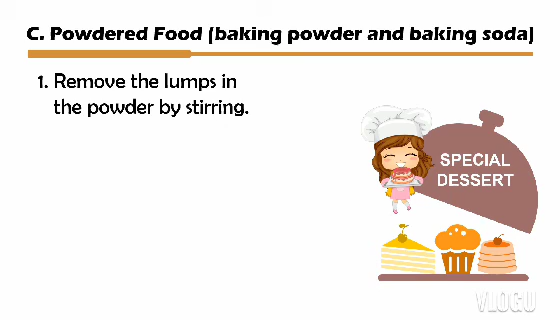 C. Powdered Food (baking powder and baking soda)
1. Remove the lumps in
the powder by stirring.
SPECIAL
DESSERT
VLOGU